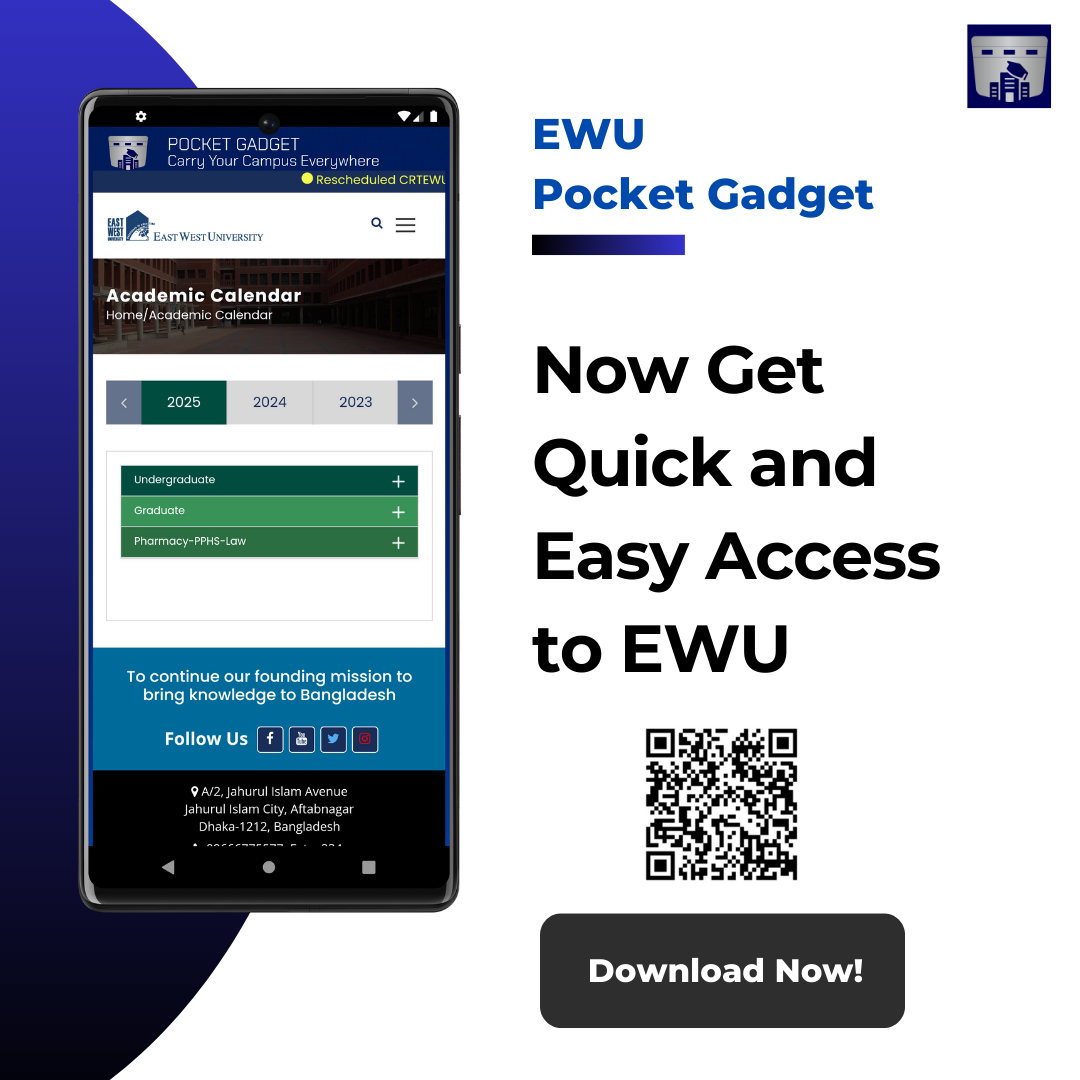 POCKET GADGET
Carry Your Campus Everywhere
Rescheduled CRTEWU
EAST
WEST
UNIVERSITY
EAST WEST UNIVERSITY
Academic Calendar
Home/Academic Calendar
2025 2024 2023
Undergraduate
Graduate
Pharmacy-PPHS-Law
To continue our founding mission to
bring knowledge to Bangladesh
Follow Us
A/2, Jahurul Islam Avenue
Jahurul Islam City, Aftabnagar
Dhaka-1212, Bangladesh
EWU
Pocket Gadget
Now Get
Quick and
Easy Access
to EWU
Download Now!